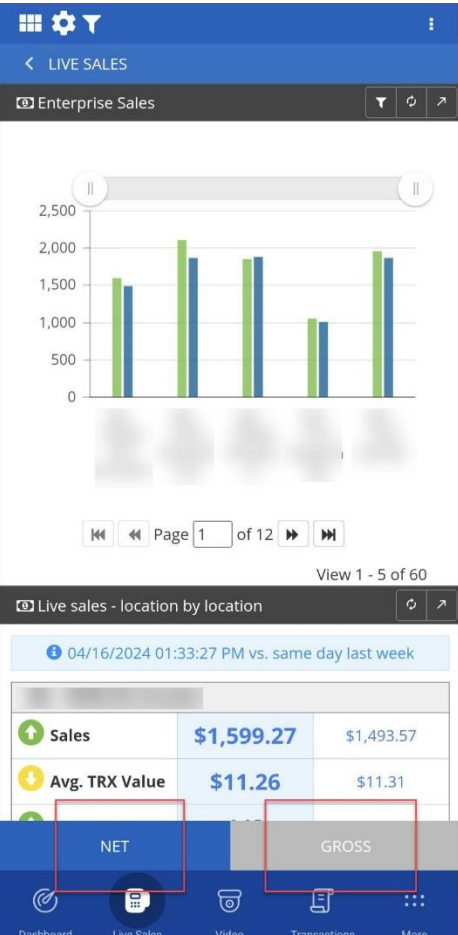 LIVE SALES
Enterprise Sales
2,500
2,000
1,500
1,000
500
0
Page 1 of 12
View 1 - 5 of 60
Live sales - location by location
04/16/2024 01:33:27 PM vs. same day last week
Sales $1,599.27 $1,493.57
Avg. TRX Value $11.26 $11.31
NET GROSS
Dashboard Live Sales Video Transactions More